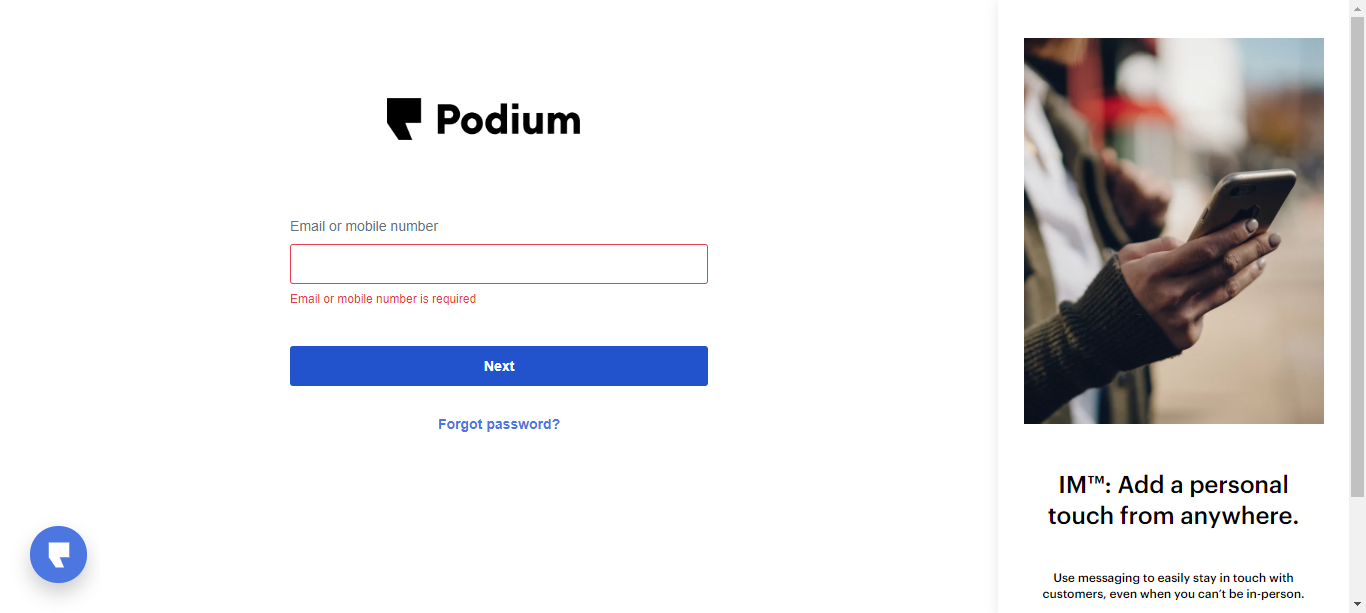 Podium
Email or mobile number
Email or mobile number is required
Next
Forgot password?
IM™: Add a personal
touch from anywhere.
Use messaging to easily stay in touch with
customers, even when you can’t be in-person.